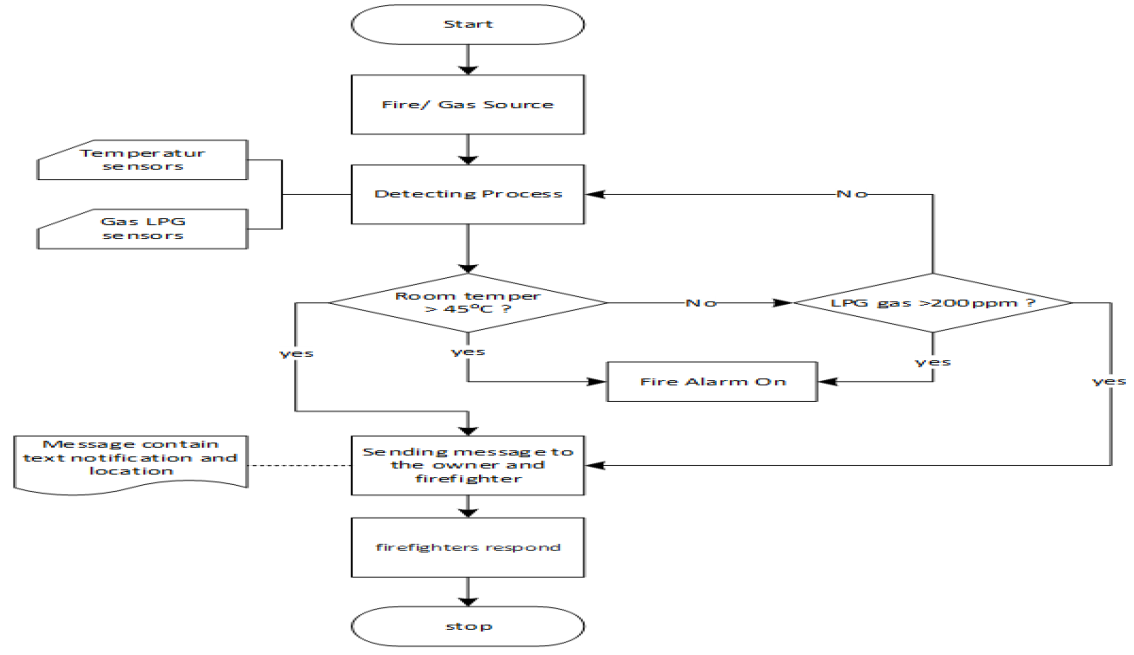 Start
Fire/ Gas Source
Temperatur
sensors
Detecting Process
No
Gas LPG
sensors
Room temper
> 45°C ?
No
LPG gas >200ppm ?
yes
yes
yes
yes
Fire Alarm On
Message contain
text notification and
location
Sending message to
the owner and
firefighter
firefighters respond
stop